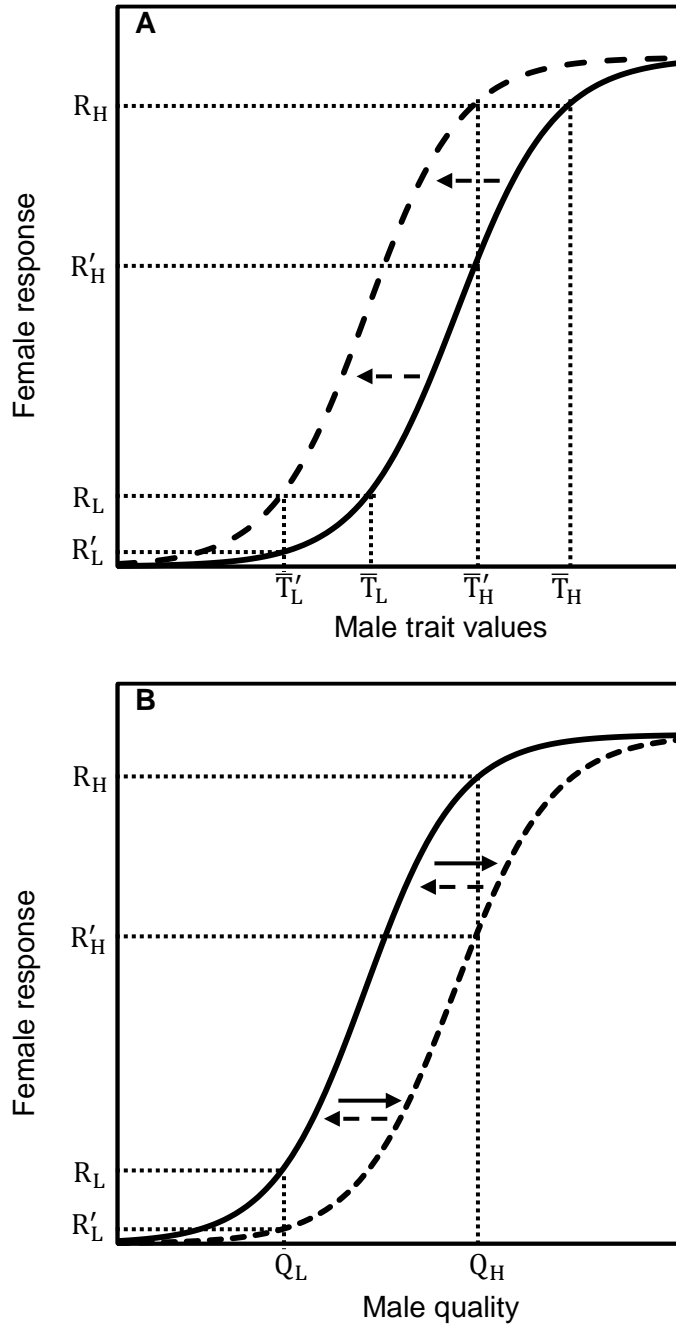 A
Female response
R_H
R′_H
R_L
R′_L
T̿′_L
T̿_L
T̿′_H
T̿_H
Male trait values
B
Female response
R_H
R′_H
R_L
R′_L
Q_L
Q_H
Male quality